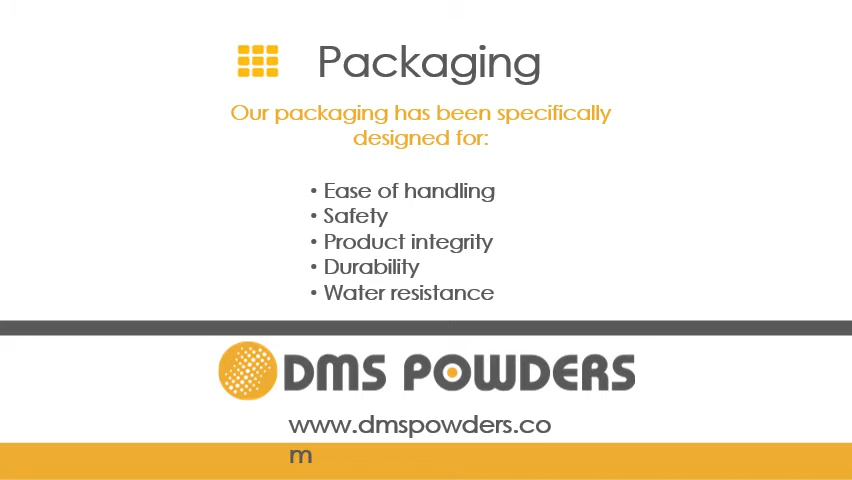 Packaging
Our packaging has been specifically
designed for:
• Ease of handling
• Safety
• Product integrity
• Durability
• Water resistance
DMS POWDERS
www.dmspowders.co
m